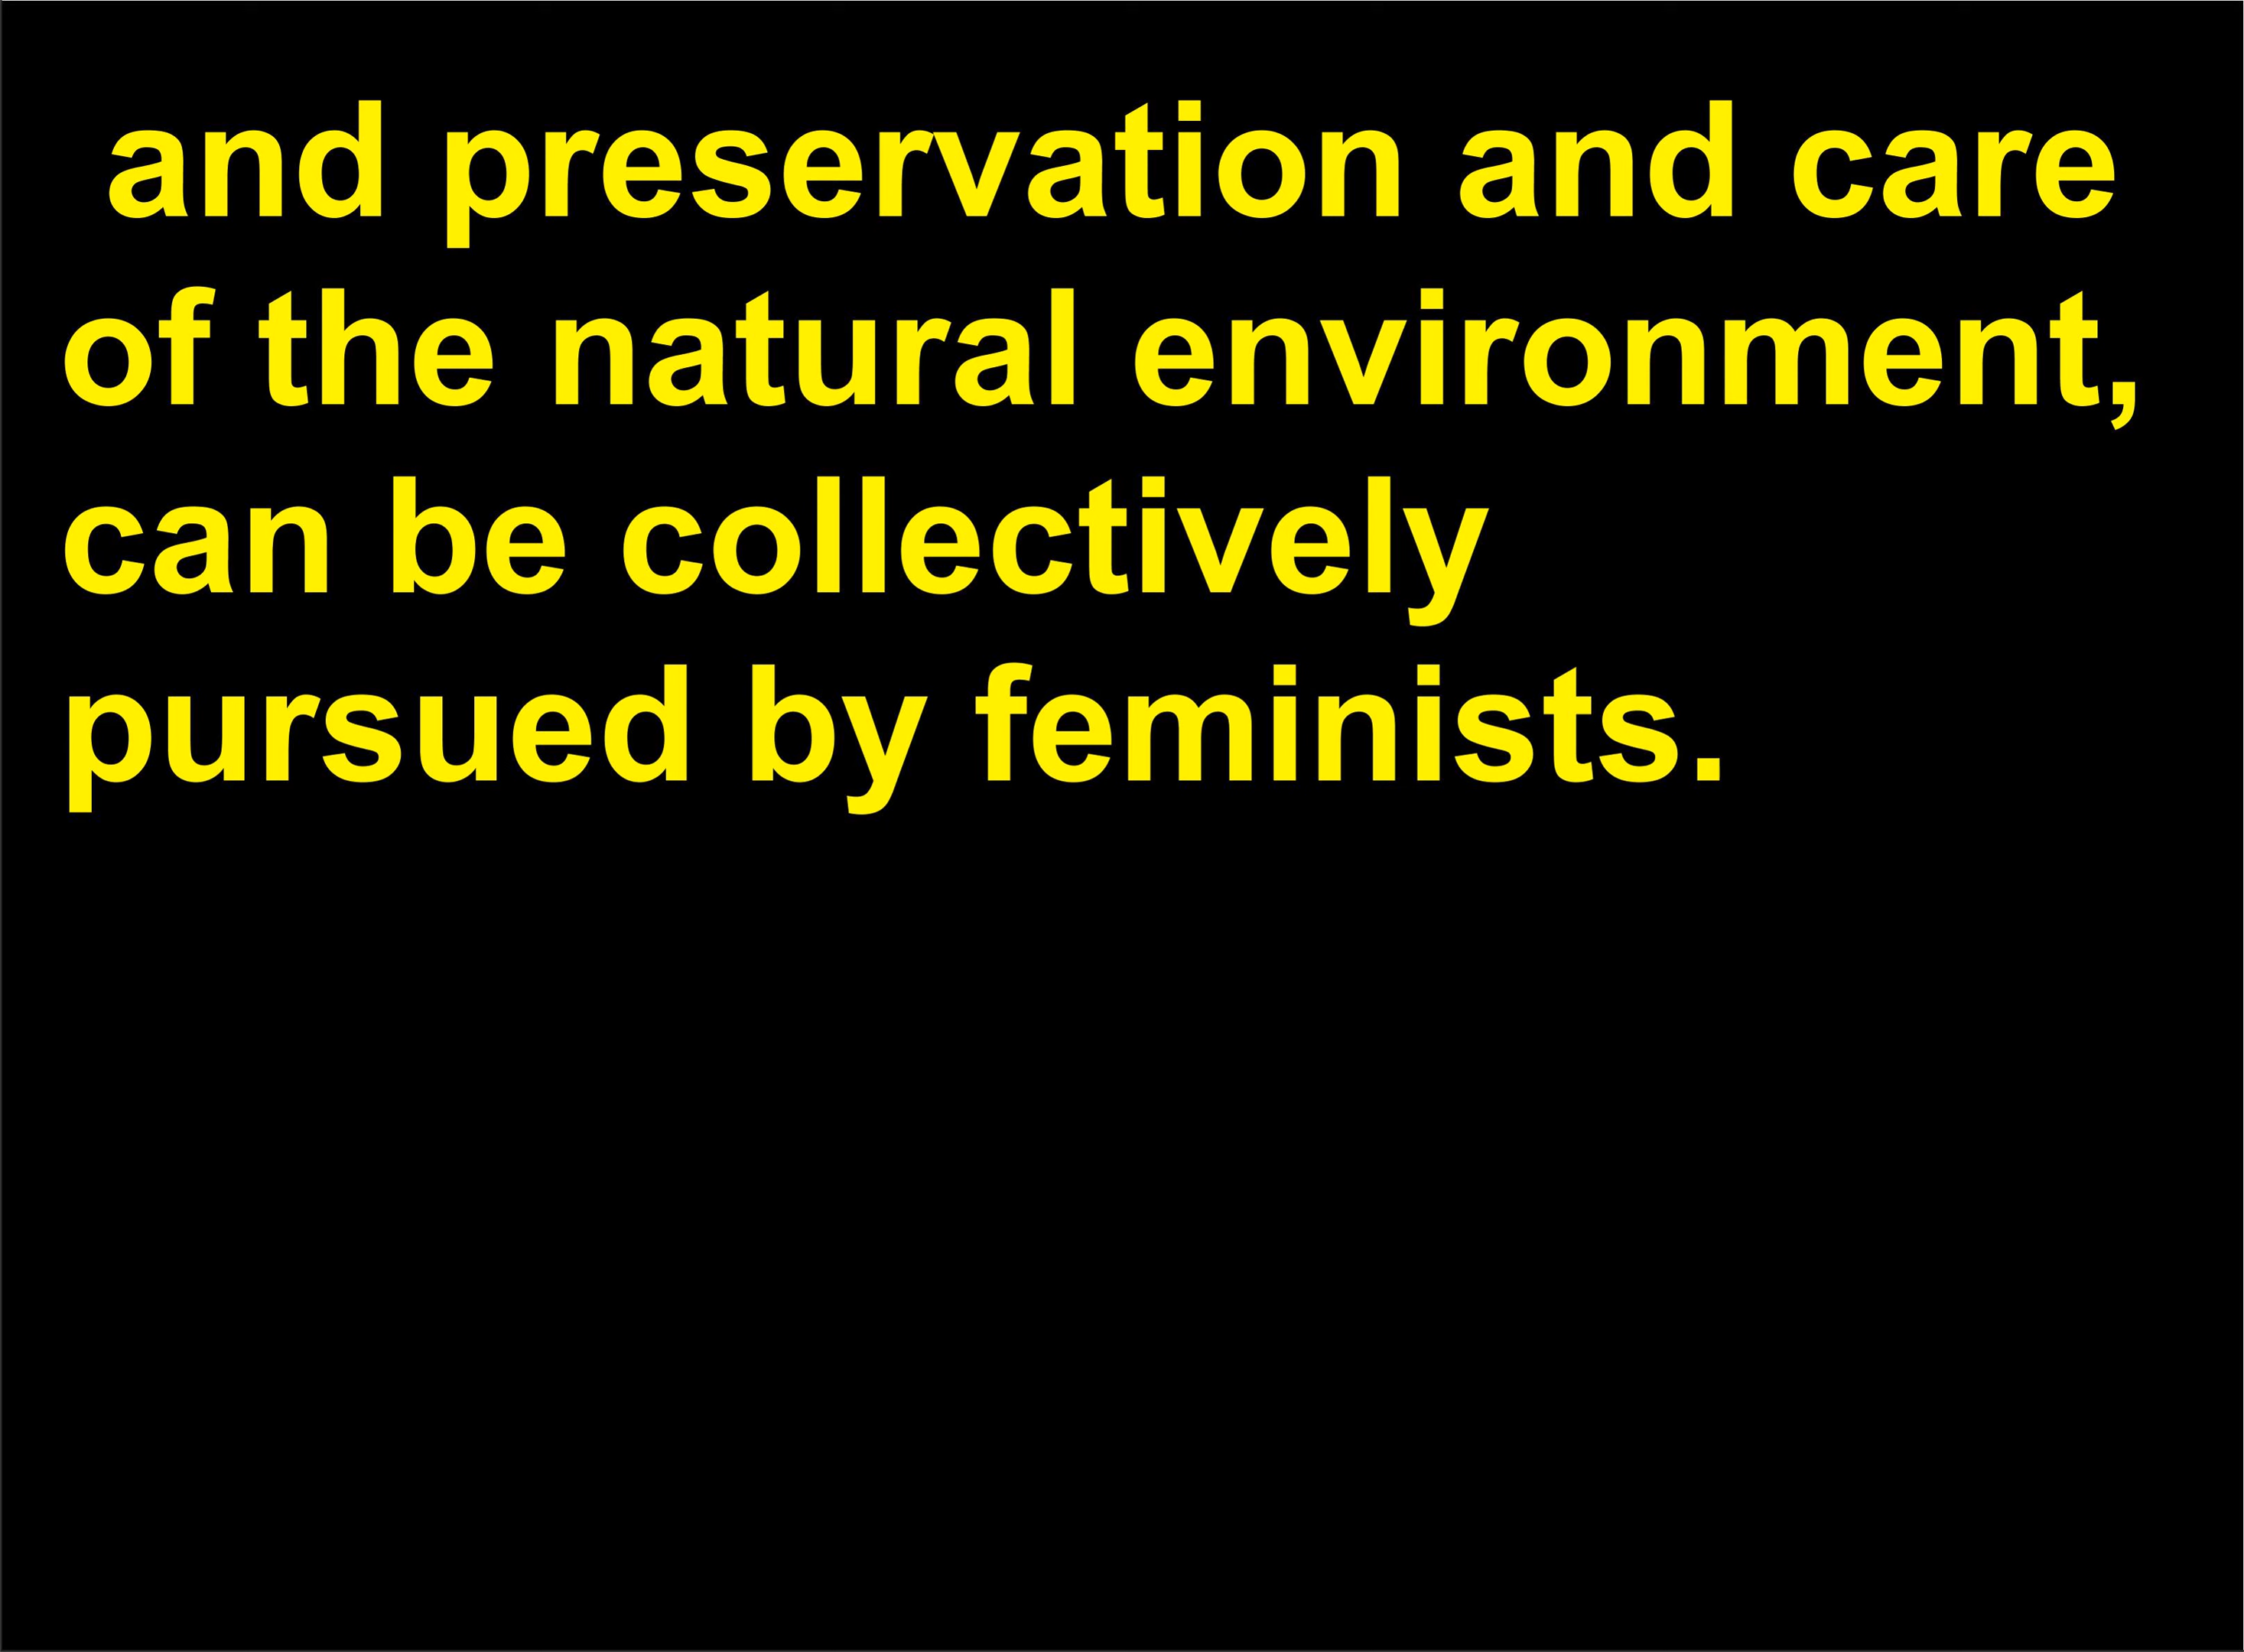 and preservation and care
of the natural environment,
can be collectively
pursued by feminists.